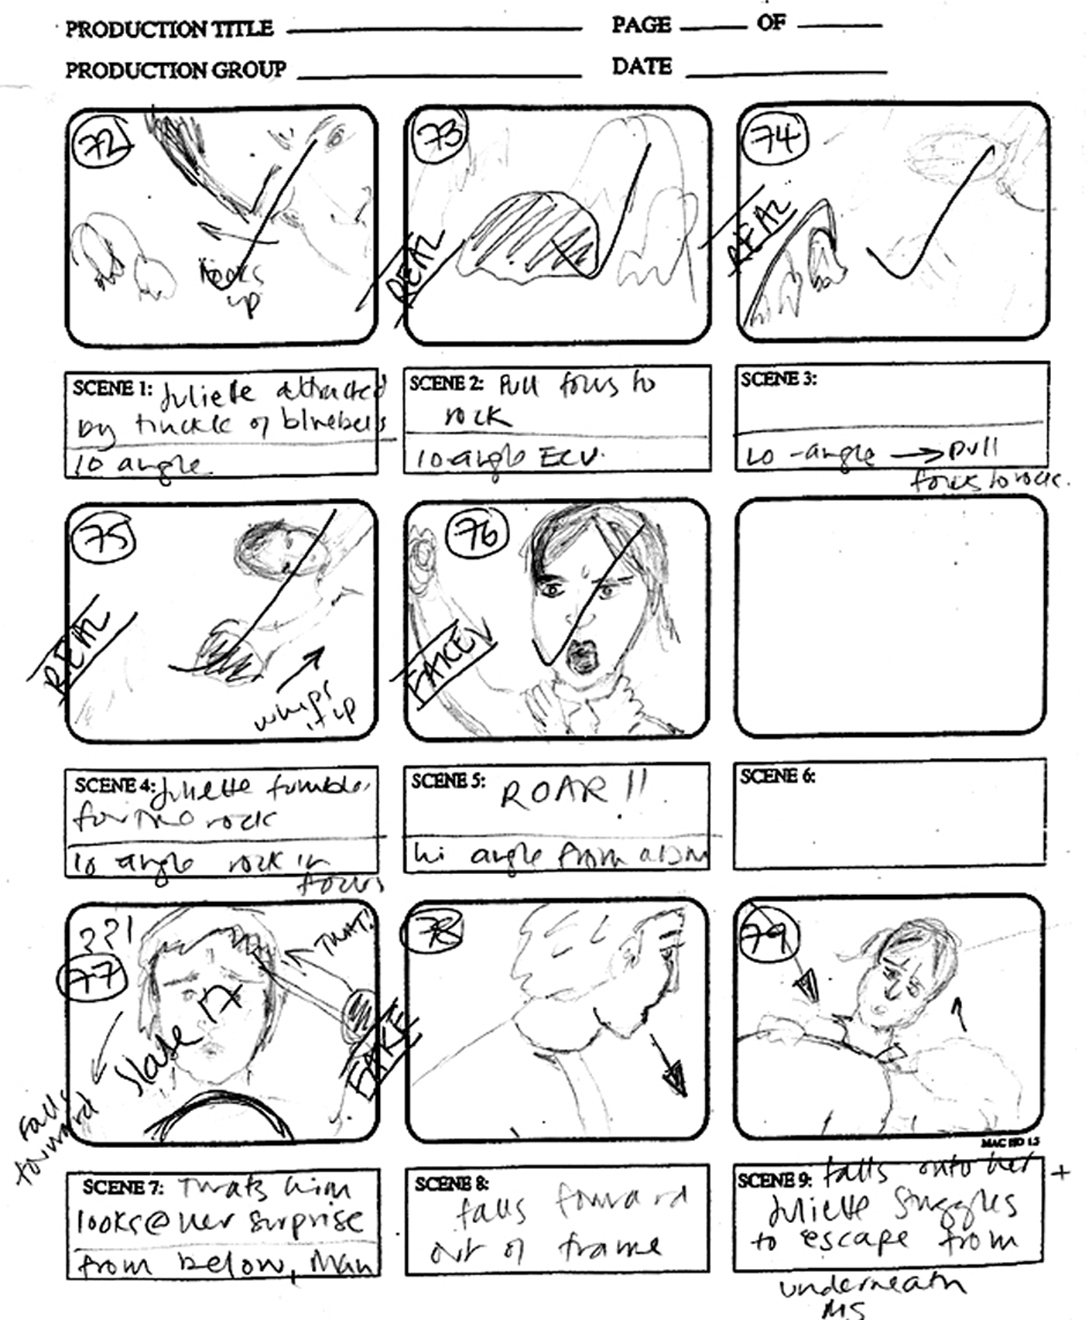 PRODUCTION TITLE PAGE OF
PRODUCTION GROUP DATE
72
looks
up
73
REAL
74
REAL
SCENE 1: Juliette attracted
by tinckle of bluebells
lo angle
SCENE 2: Pull focus to
rock
lo angle ECU.
SCENE 3:
Lo-angle → pull
focus to rock.
75
REAL
whips
it up
76
FAKE
SCENE 4: Juliette fumbles
for the rock
lo angle rock in
focus
SCENE 5: ROAR!!
hi angle from above
SCENE 6:
??!
77
THAT!
Slate 17
FAKE
Falls
forward
78
79
MAC HD 1.5
SCENE 7: Thats him
looks@her surprise
from below, Man
SCENE 8:
falls forward
out of frame
SCENE 9: falls onto her +
Juliette struggles
to escape from
underneath
MS